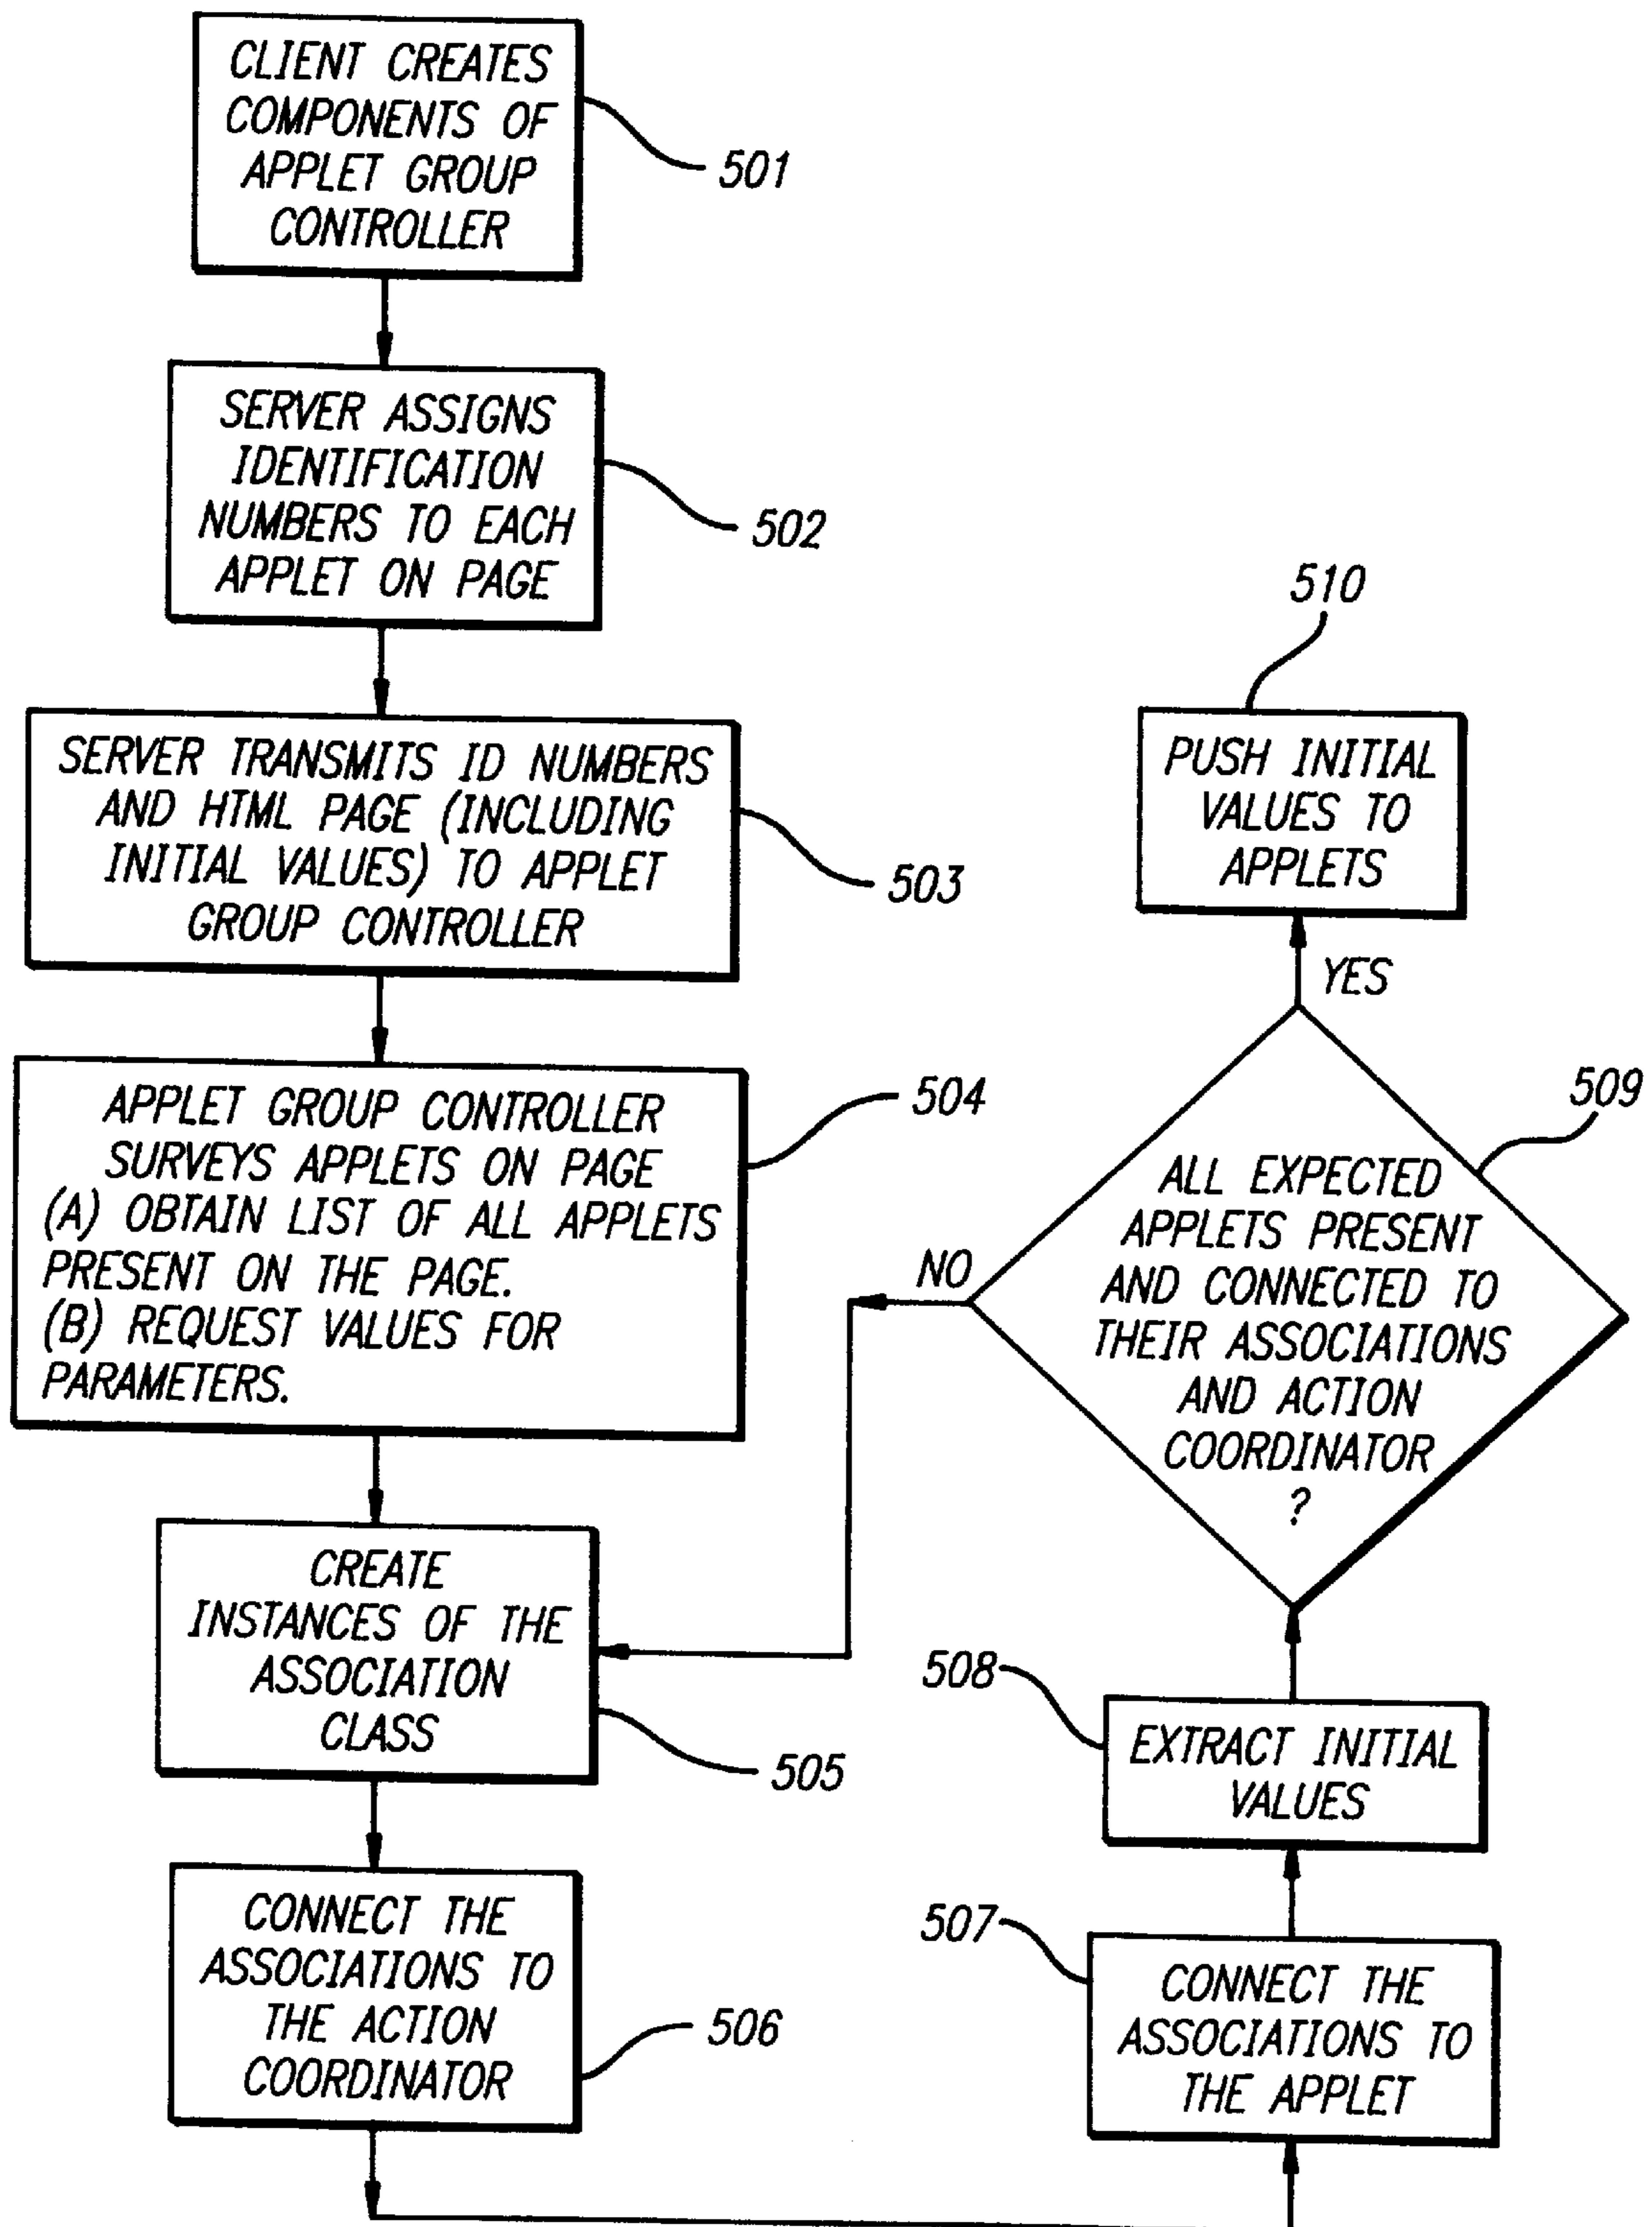 CLIENT CREATES
COMPONENTS OF
APPLET GROUP
CONTROLLER
501
SERVER ASSIGNS
IDENTIFICATION
NUMBERS TO EACH
APPLET ON PAGE
502
SERVER TRANSMITS ID NUMBERS
AND HTML PAGE (INCLUDING
INITIAL VALUES) TO APPLET
GROUP CONTROLLER
503
APPLET GROUP CONTROLLER
SURVEYS APPLETS ON PAGE
(A) OBTAIN LIST OF ALL APPLETS
PRESENT ON THE PAGE.
(B) REQUEST VALUES FOR
PARAMETERS.
504
CREATE
INSTANCES OF THE
ASSOCIATION
CLASS
505
CONNECT THE
ASSOCIATIONS TO
THE ACTION
COORDINATOR
506
507
CONNECT THE
ASSOCIATIONS TO
THE APPLET
508
EXTRACT INITIAL
VALUES
509
ALL EXPECTED
APPLETS PRESENT
AND CONNECTED TO
THEIR ASSOCIATIONS
AND ACTION
COORDINATOR
?
NO
YES
510
PUSH INITIAL
VALUES TO
APPLETS